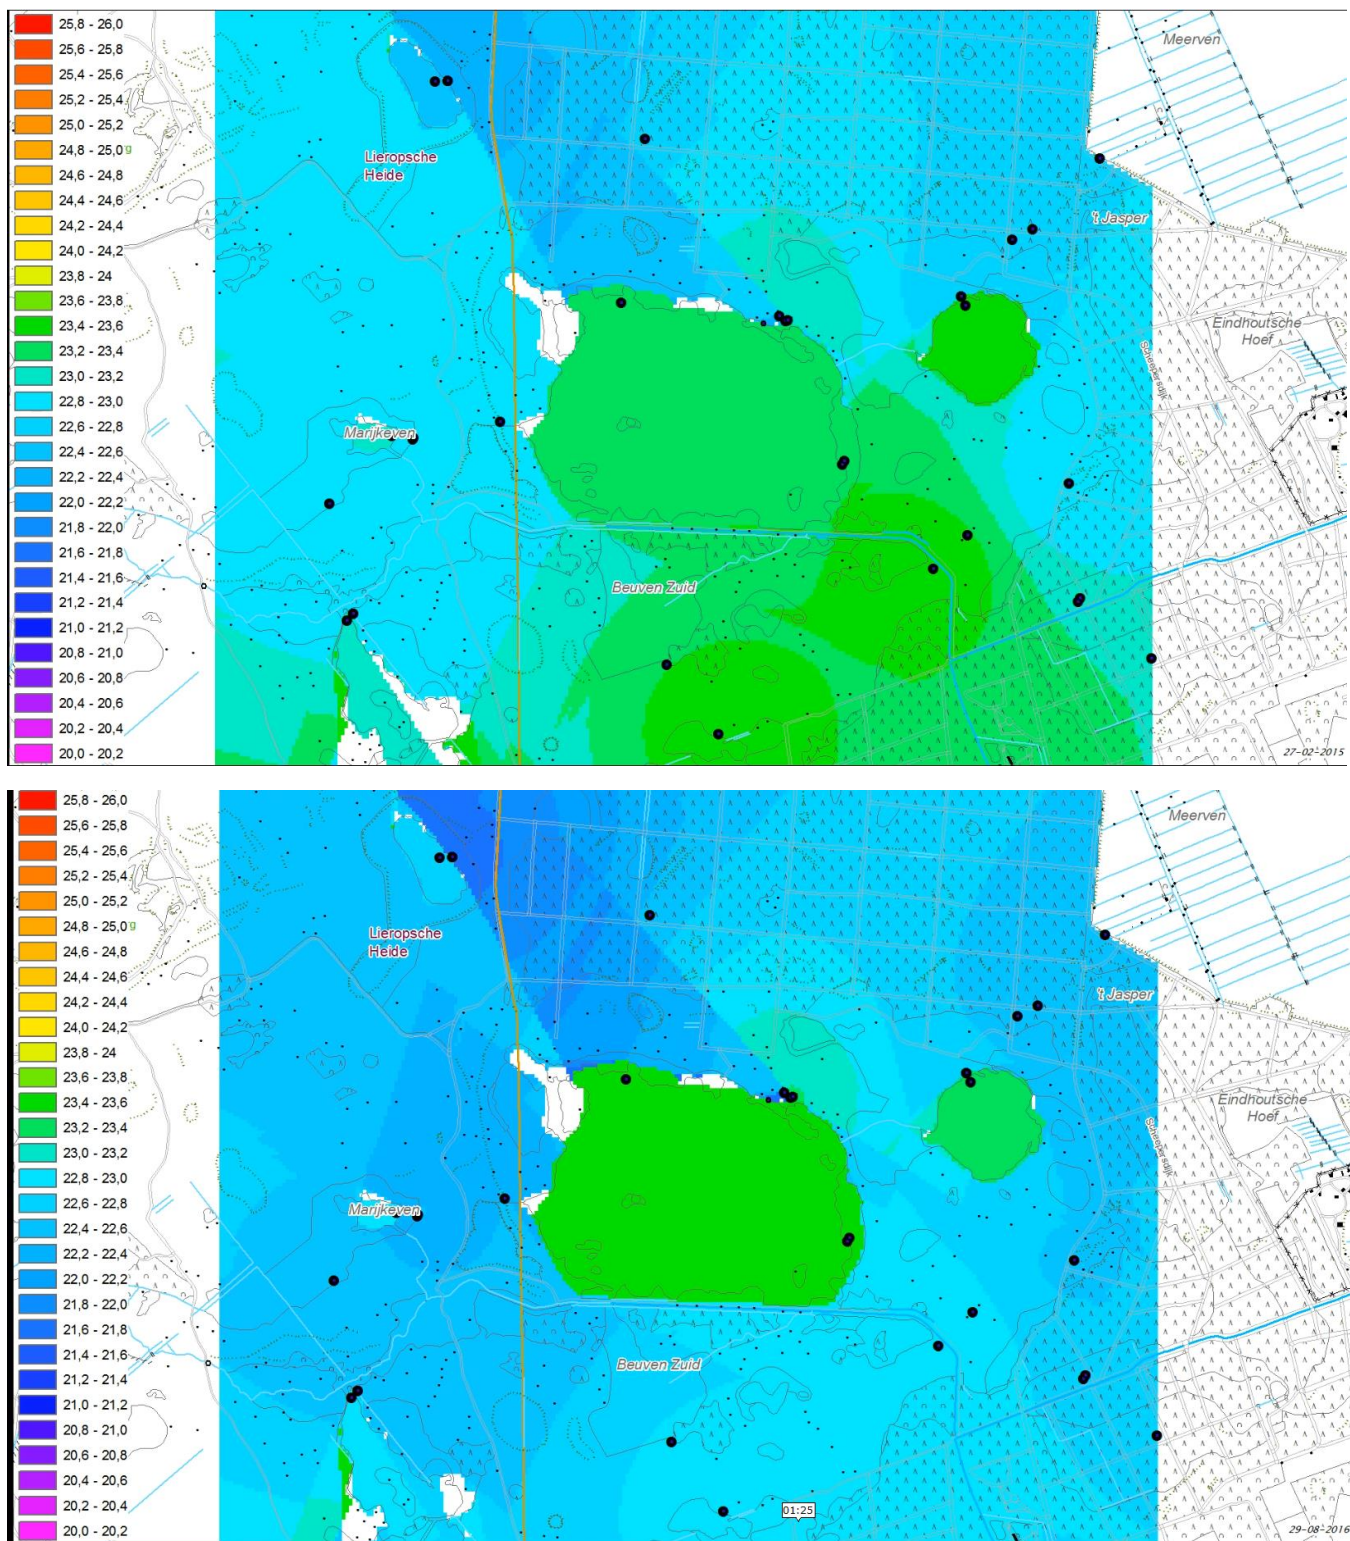 25,8 - 26,0
25,6 - 25,8
25,4 - 25,6
25,2 - 25,4
25,0 - 25,2
24,8 - 25,0
24,6 - 24,8
24,4 - 24,6
24,2 - 24,4
24,0 - 24,2
23,8 - 24
23,6 - 23,8
23,4 - 23,6
23,2 - 23,4
23,0 - 23,2
22,8 - 23,0
22,6 - 22,8
22,4 - 22,6
22,2 - 22,4
22,0 - 22,2
21,8 - 22,0
21,6 - 21,8
21,4 - 21,6
21,2 - 21,4
21,0 - 21,2
20,8 - 21,0
20,6 - 20,8
20,4 - 20,6
20,2 - 20,4
20,0 - 20,2
g
Meerven
Lieropsche
Heide
't Jasper
Eindhoutsche
Hoef
Scheepersdijk
Marijkeven
Beuven Zuid
27-02-2015
25,8 - 26,0
25,6 - 25,8
25,4 - 25,6
25,2 - 25,4
25,0 - 25,2
24,8 - 25,0
24,6 - 24,8
24,4 - 24,6
24,2 - 24,4
24,0 - 24,2
23,8 - 24
23,6 - 23,8
23,4 - 23,6
23,2 - 23,4
23,0 - 23,2
22,8 - 23,0
22,6 - 22,8
22,4 - 22,6
22,2 - 22,4
22,0 - 22,2
21,8 - 22,0
21,6 - 21,8
21,4 - 21,6
21,2 - 21,4
21,0 - 21,2
20,8 - 21,0
20,6 - 20,8
20,4 - 20,6
20,2 - 20,4
20,0 - 20,2
g
Meerven
Lieropsche
Heide
't Jasper
Eindhoutsche
Hoef
Scheepersdijk
Marijkeven
Beuven Zuid
01:25
29-08-2016